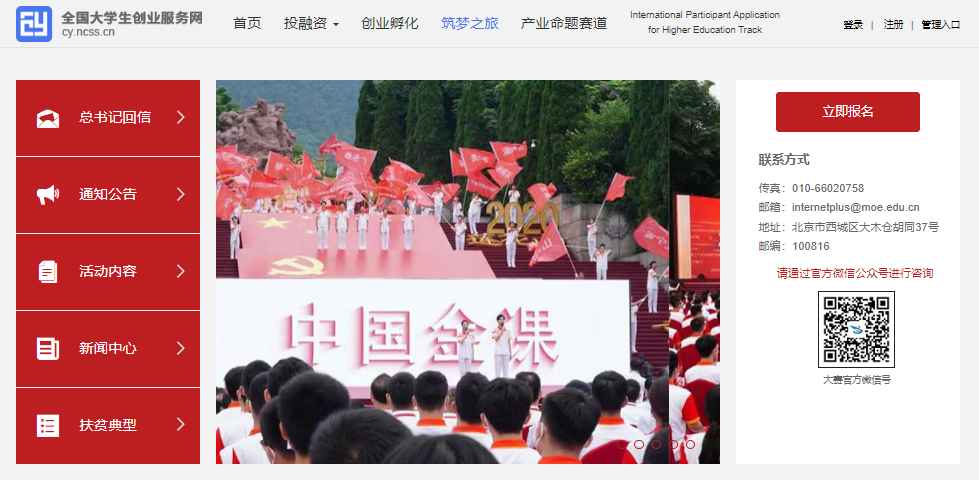 全国大学生创业服务网
cy.ncss.cn
首页
投融资
创业孵化
筑梦之旅
产业命题赛道
International Participant Application
for Higher Education Track
登录 | 注册 | 管理入口
总书记回信
通知公告
活动内容
新闻中心
扶贫典型
2020
中国金课
立即报名
联系方式
传真：010-66020758
邮箱：internetplus@moe.edu.cn
地址：北京市西城区大木仓胡同37号
邮编：100816
请通过官方微信公众号进行咨询
大赛官方微信号